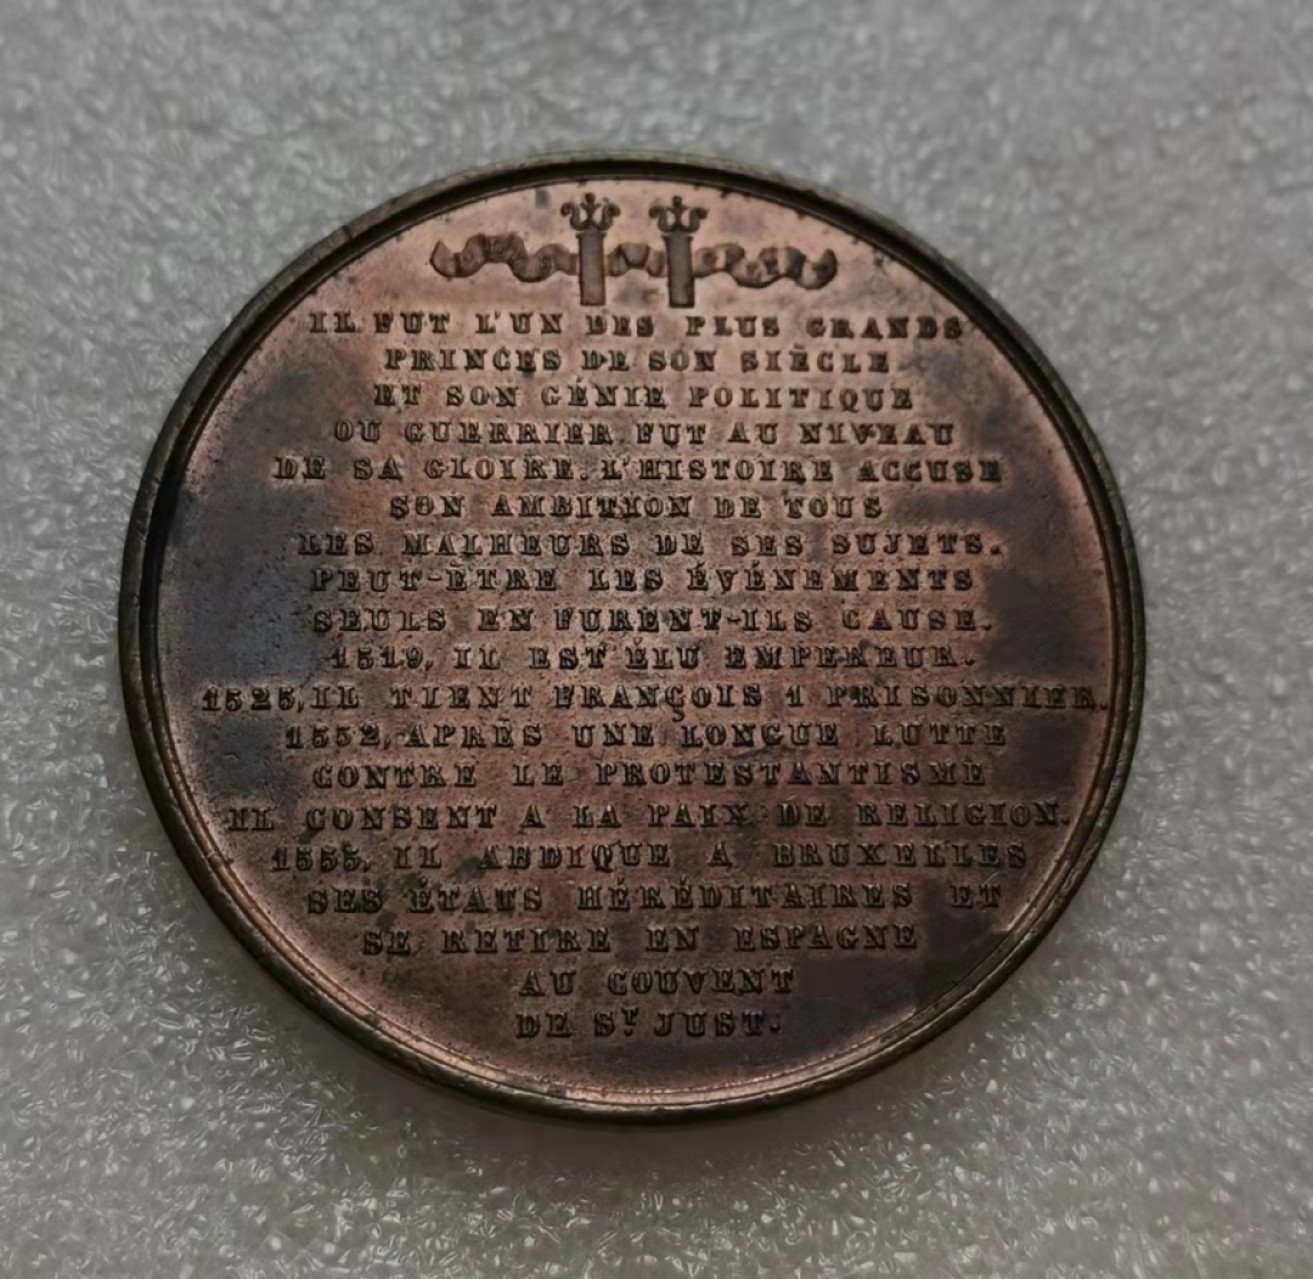 IL FUT L'UN DES PLUS GRANDS
PRINCES DE SON SIÈCLE
ET SON GÉNIE POLITIQUE
OU GUERRIER FUT AU NIVEAU
DE SA GLOIRE. L'HISTOIRE ACCUSE
SON AMBITION DE TOUS
LES MALHEURS DE SES SUJETS.
PEUT-ÊTRE LES ÉVÉNEMENTS
SEULS EN FURENT-ILS CAUSE.
1519, IL EST ÉLU EMPEREUR.
1525, IL TIENT FRANÇOIS 1 PRISONNIER.
1552, APRÈS UNE LONGUE LUTTE
CONTRE LE PROTESTANTISME
IL CONSENT A LA PAIX DE RELIGION.
1555, IL ABDIQUE A BRUXELLES
SES ÉTATS HÉRÉDITAIRES ET
SE RETIRE EN ESPAGNE
AU COUVENT
DE ST JUST.